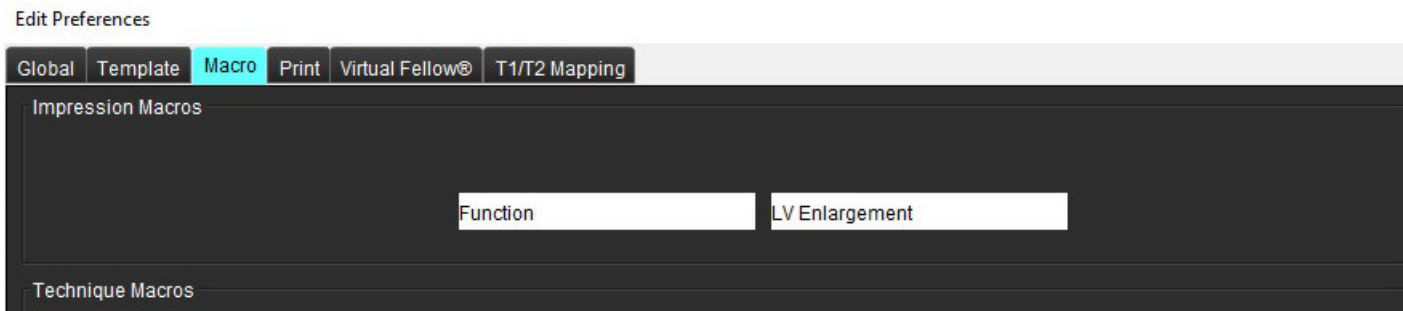 Edit Preferences
Global Template Macro Print Virtual Fellow® T1/T2 Mapping
Impression Macros
Function LV Enlargement
Technique Macros